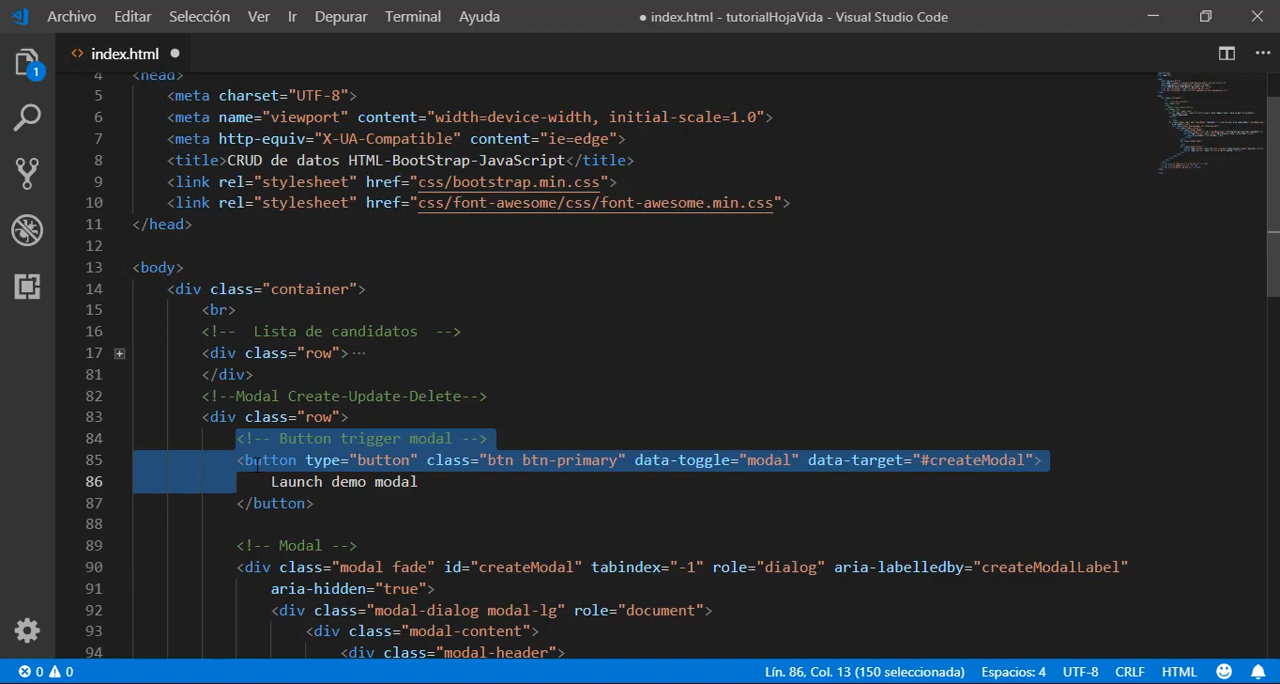 Archivo Editar Selección Ver Ir Depurar Terminal Ayuda ● index.html - tutorialHojaVida - Visual Studio Code
<> index.html ●
1
4 <head>
5 <meta charset="UTF-8">
6 <meta name="viewport" content="width=device-width, initial-scale=1.0">
7 <meta http-equiv="X-UA-Compatible" content="ie=edge">
8 <title>CRUD de datos HTML-BootStrap-JavaScript</title>
9 <link rel="stylesheet" href="css/bootstrap.min.css">
10 <link rel="stylesheet" href="css/font-awesome/css/font-awesome.min.css">
11 </head>
12
13 <body>
14 <div class="container">
15 <br>
16 <!--  Lista de candidatos  -->
17 <div class="row">...
81 </div>
82 <!--Modal Create-Update-Delete-->
83 <div class="row">
84 <!-- Button trigger modal -->
85 <button type="button" class="btn btn-primary" data-toggle="modal" data-target="#createModal">
86 Launch demo modal
87 </button>
88
89 <!-- Modal -->
90 <div class="modal fade" id="createModal" tabindex="-1" role="dialog" aria-labelledby="createModalLabel"
91 aria-hidden="true">
92 <div class="modal-dialog modal-lg" role="document">
93 <div class="modal-content">
94 <div class="modal-header">
0 0 Lín. 86, Col. 13 (150 seleccionada) Espacios: 4 UTF-8 CRLF HTML